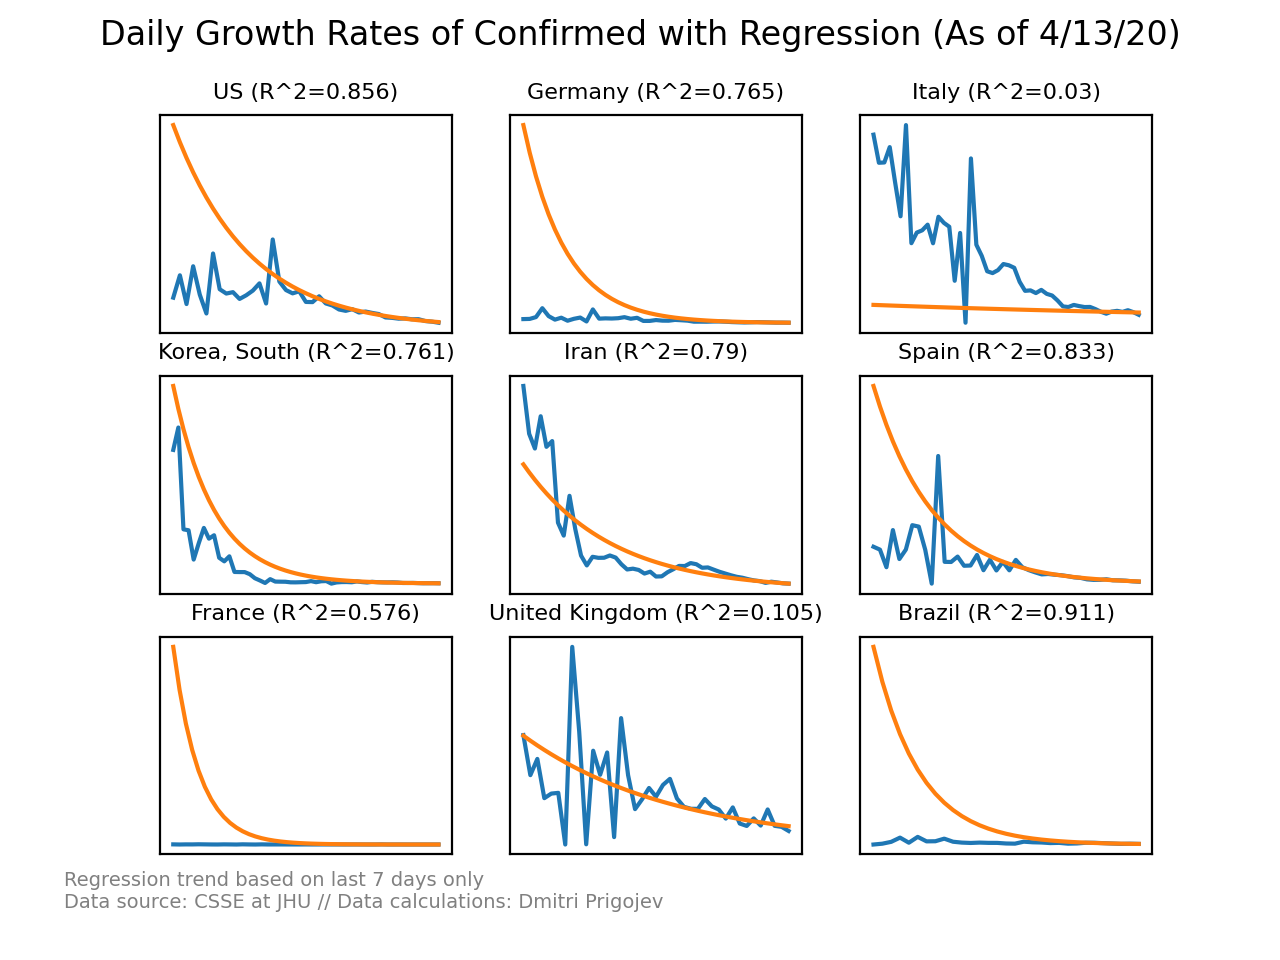 Daily Growth Rates of Confirmed with Regression (As of 4/13/20)
US (R^2=0.856)
Germany (R^2=0.765)
Italy (R^2=0.03)
Korea, South (R^2=0.761)
Iran (R^2=0.79)
Spain (R^2=0.833)
France (R^2=0.576)
United Kingdom (R^2=0.105)
Brazil (R^2=0.911)
Regression trend based on last 7 days only
Data source: CSSE at JHU // Data calculations: Dmitri Prigojev